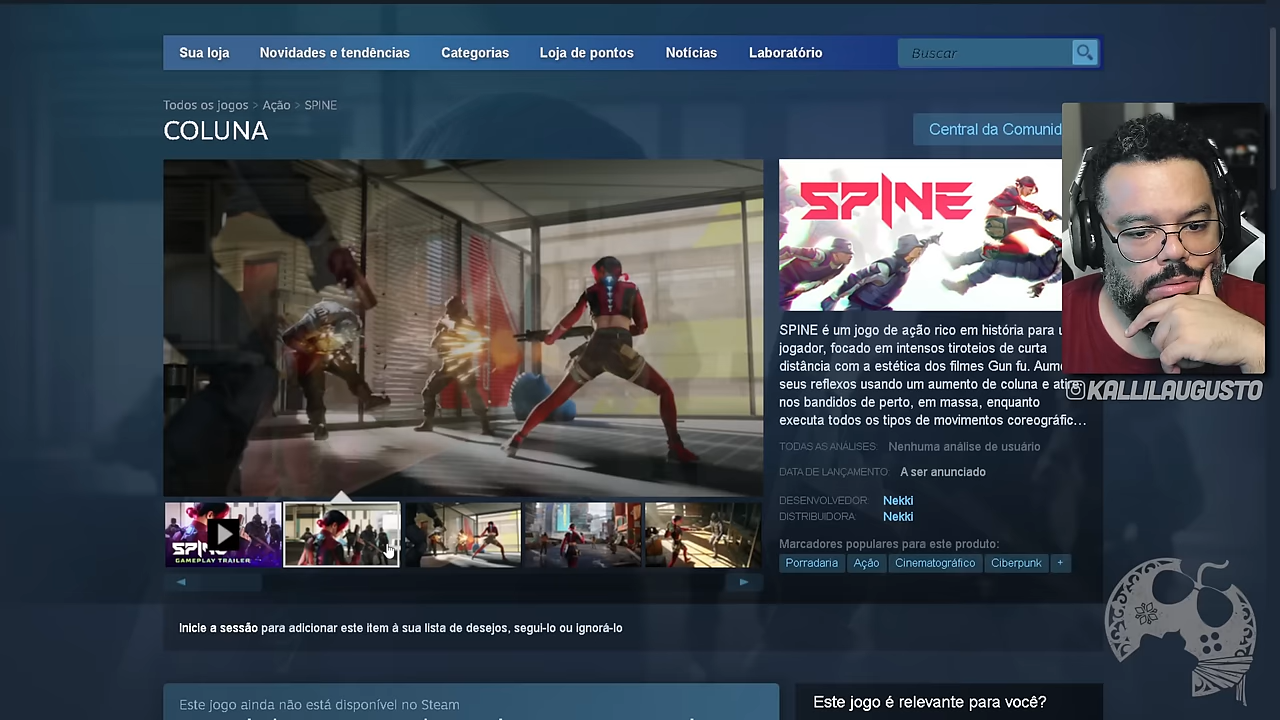 Sua loja
Novidades e tendências
Categorias
Loja de pontos
Notícias
Laboratório
Buscar
Todos os jogos > Ação > SPINE
COLUNA
Central da Comunid
SPINE
SPINE é um jogo de ação rico em história para u
jogador, focado em intensos tiroteios de curta
distância com a estética dos filmes Gun fu. Aume
seus reflexos usando um aumento de coluna e atire
nos bandidos de perto, em massa, enquanto
executa todos os tipos de movimentos coreográfic…
KALLILAUGUSTO
TODAS AS ANÁLISES: Nenhuma análise de usuário
DATA DE LANÇAMENTO: A ser anunciado
DESENVOLVEDOR: Nekki
DISTRIBUIDORA: Nekki
Marcadores populares para este produto:
Porradaria
Ação
Cinematográfico
Ciberpunk
+
GAMEPLAY TRAILER
Inicie a sessão para adicionar este item à sua lista de desejos, segui-lo ou ignorá-lo
Este jogo ainda não está disponível no Steam
Este jogo é relevante para você?